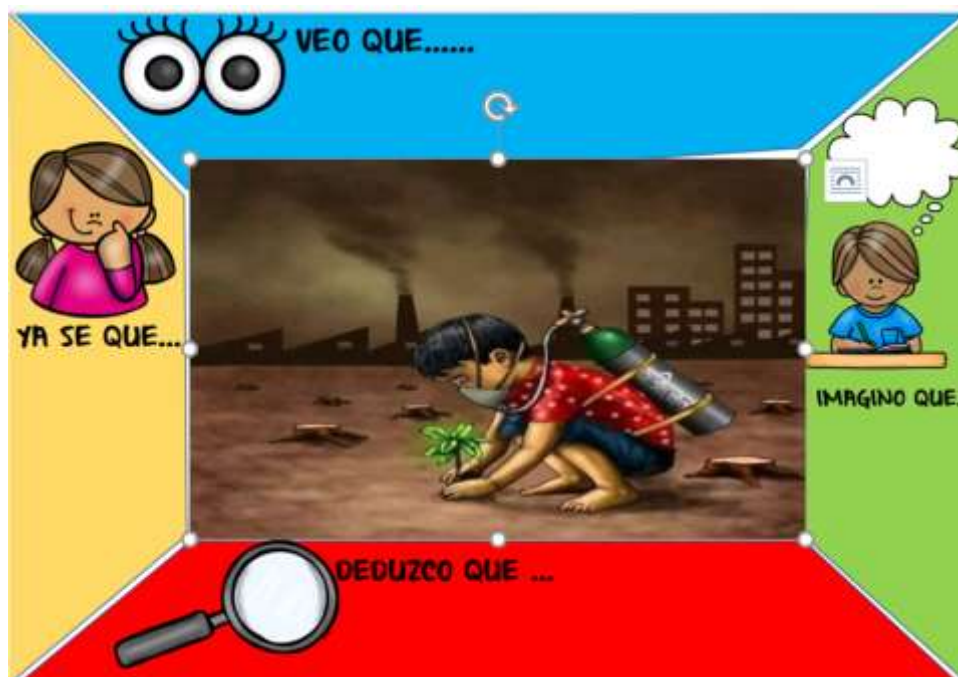 VEO QUE......
YA SE QUE...
IMAGINO QUE.
DEDUZCO QUE ...